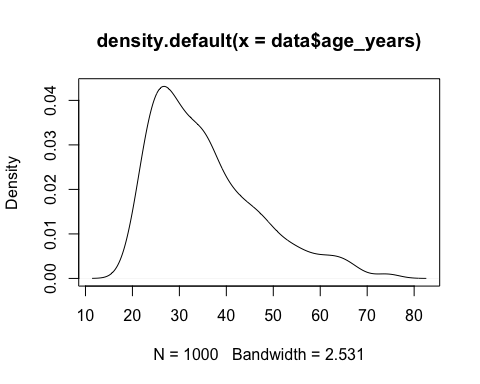 density.default(x = data$age_years)
Density
0.04
0.03
0.02
0.01
0.00
10 20 30 40 50 60 70 80
N = 1000 Bandwidth = 2.531